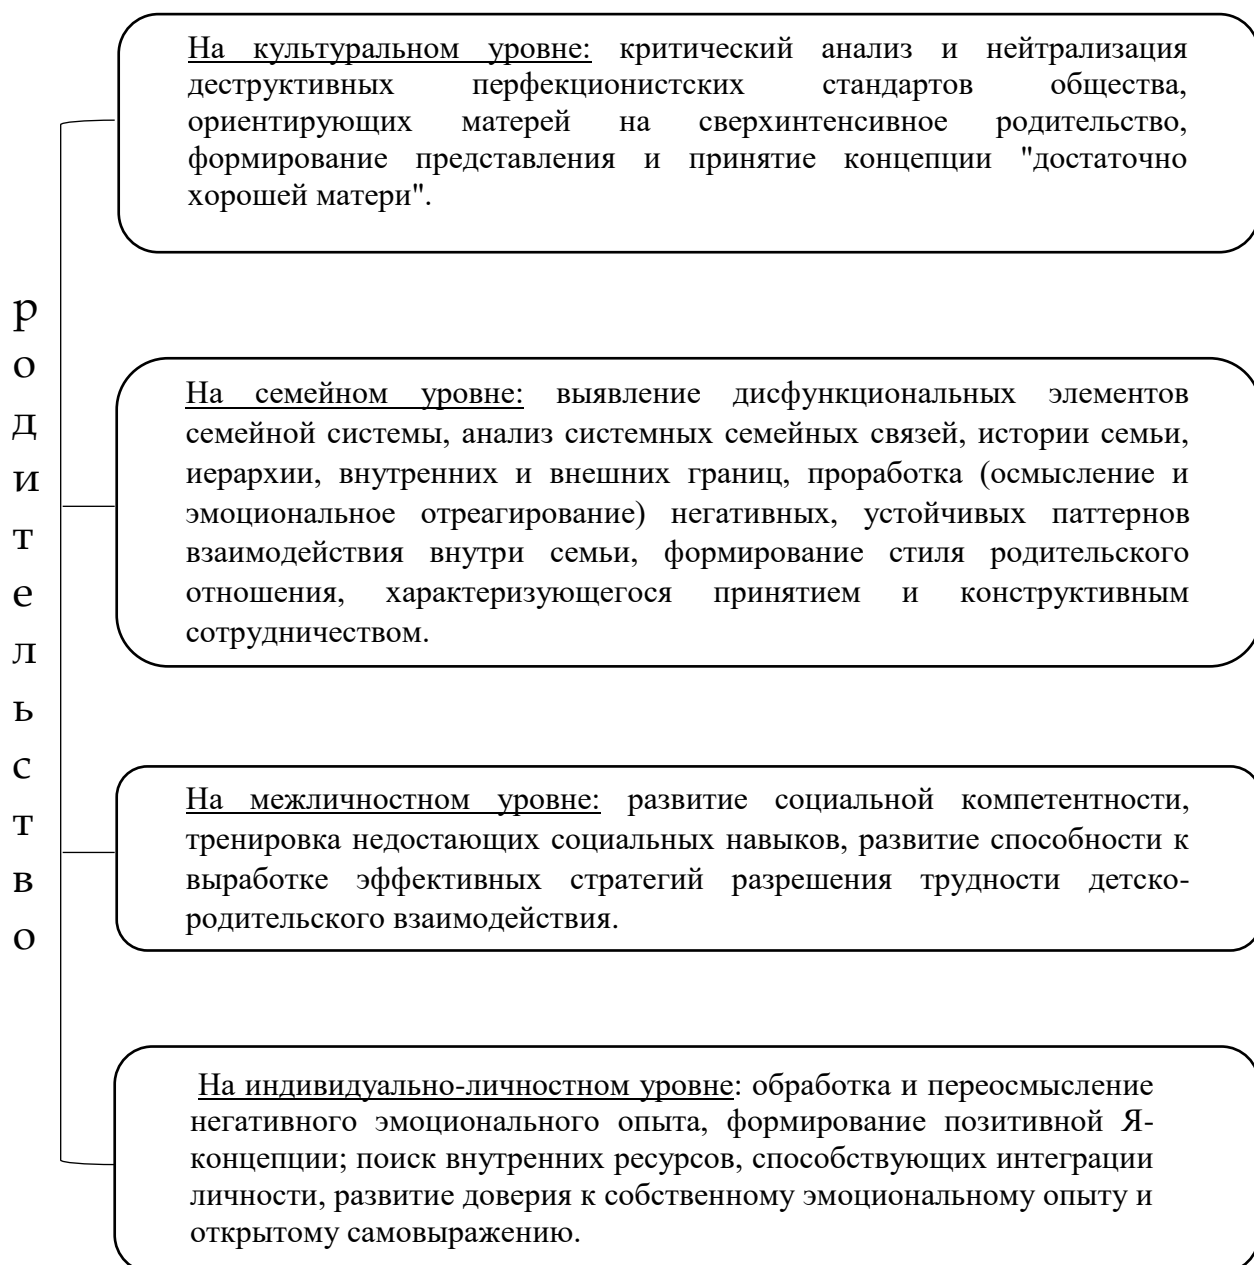 родительство
На культуральном уровне: критический анализ и нейтрализация
деструктивных перфекционистских стандартов общества,
ориентирующих матерей на сверхинтенсивное родительство,
формирование представления и принятие концепции "достаточно
хорошей матери".
На семейном уровне: выявление дисфункциональных элементов
семейной системы, анализ системных семейных связей, истории семьи,
иерархии, внутренних и внешних границ, проработка (осмысление и
эмоциональное отреагирование) негативных, устойчивых паттернов
взаимодействия внутри семьи, формирование стиля родительского
отношения, характеризующегося принятием и конструктивным
сотрудничеством.
На межличностном уровне: развитие социальной компетентности,
тренировка недостающих социальных навыков, развитие способности к
выработке эффективных стратегий разрешения трудности детско-
родительского взаимодействия.
На индивидуально-личностном уровне: обработка и переосмысление
негативного эмоционального опыта, формирование позитивной Я-
концепции; поиск внутренних ресурсов, способствующих интеграции
личности, развитие доверия к собственному эмоциональному опыту и
открытому самовыражению.